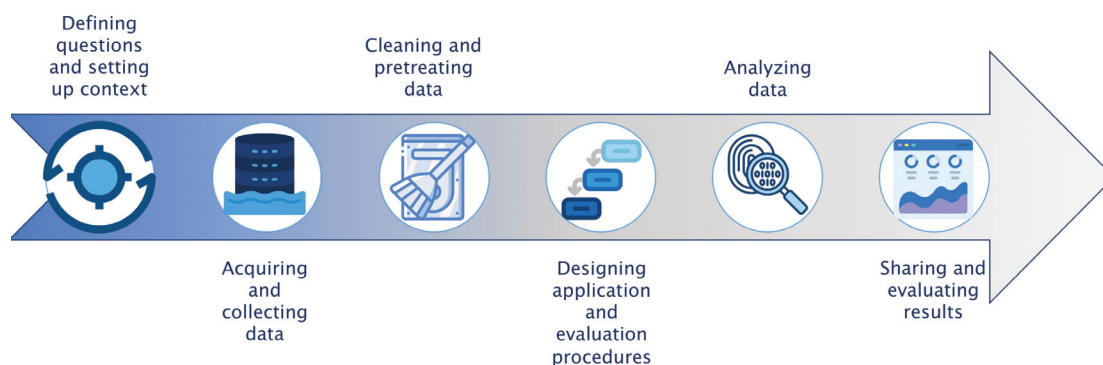 Defining
questions
and setting
up context
Acquiring
and
collecting
data
Cleaning and
pretreating
data
Designing
application
and
evaluation
procedures
Analyzing
data
Sharing and
evaluating
results